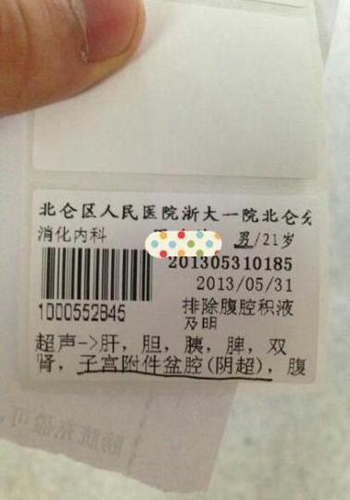 北仑区人民医院浙大一院北仑分
消化内科 男/21岁
201305310185
2013/05/31
1000552845 排除腹腔积液
及明
超声->肝,胆,胰,脾,双
肾,子宫附件盆腔(阴超),腹